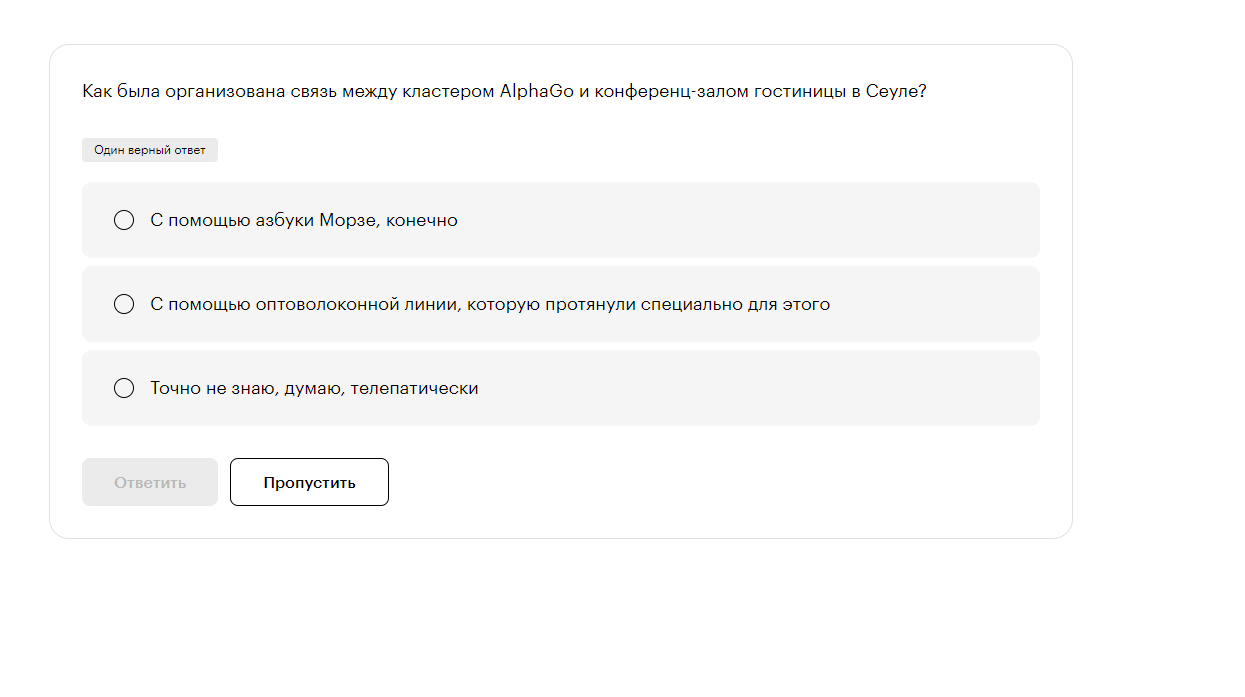 Как была организована связь между кластером AlphaGo и конференц-залом гостиницы в Сеуле?
Один верный ответ
С помощью азбуки Морзе, конечно
С помощью оптоволоконной линии, которую протянули специально для этого
Точно не знаю, думаю, телепатически
Ответить
Пропустить